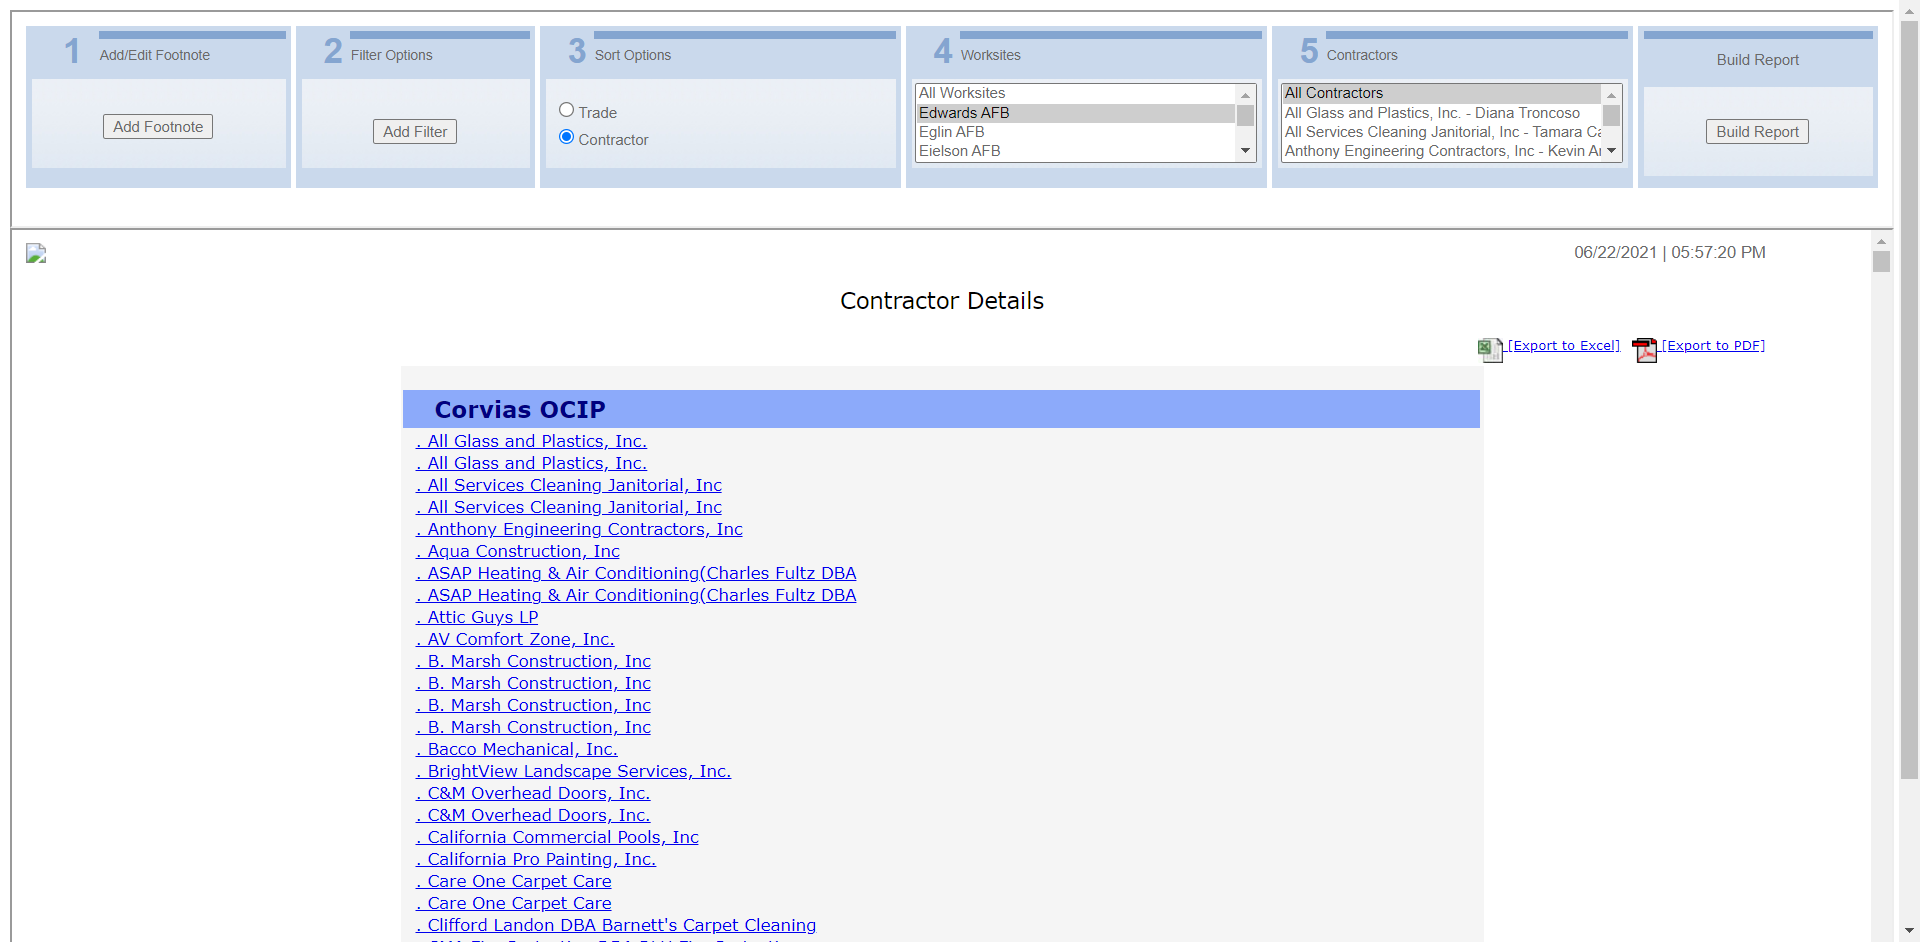 1 Add/Edit Footnote
Add Footnote
2 Filter Options
Add Filter
3 Sort Options
Trade
Contractor
4 Worksites
All Worksites
Edwards AFB
Eglin AFB
Eielson AFB
5 Contractors
All Contractors
All Glass and Plastics, Inc. - Diana Troncoso
All Services Cleaning Janitorial, Inc - Tamara Ca
Anthony Engineering Contractors, Inc - Kevin A
Build Report
Build Report
06/22/2021 | 05:57:20 PM
Contractor Details
[Export to Excel] [Export to PDF]
Corvias OCIP
. All Glass and Plastics, Inc.
. All Glass and Plastics, Inc.
. All Services Cleaning Janitorial, Inc
. All Services Cleaning Janitorial, Inc
. Anthony Engineering Contractors, Inc
. Aqua Construction, Inc
. ASAP Heating & Air Conditioning(Charles Fultz DBA
. ASAP Heating & Air Conditioning(Charles Fultz DBA
. Attic Guys LP
. AV Comfort Zone, Inc.
. B. Marsh Construction, Inc
. B. Marsh Construction, Inc
. B. Marsh Construction, Inc
. B. Marsh Construction, Inc
. Bacco Mechanical, Inc.
. BrightView Landscape Services, Inc.
. C&M Overhead Doors, Inc.
. C&M Overhead Doors, Inc.
. California Commercial Pools, Inc
. California Pro Painting, Inc.
. Care One Carpet Care
. Care One Carpet Care
. Clifford Landon DBA Barnett's Carpet Cleaning